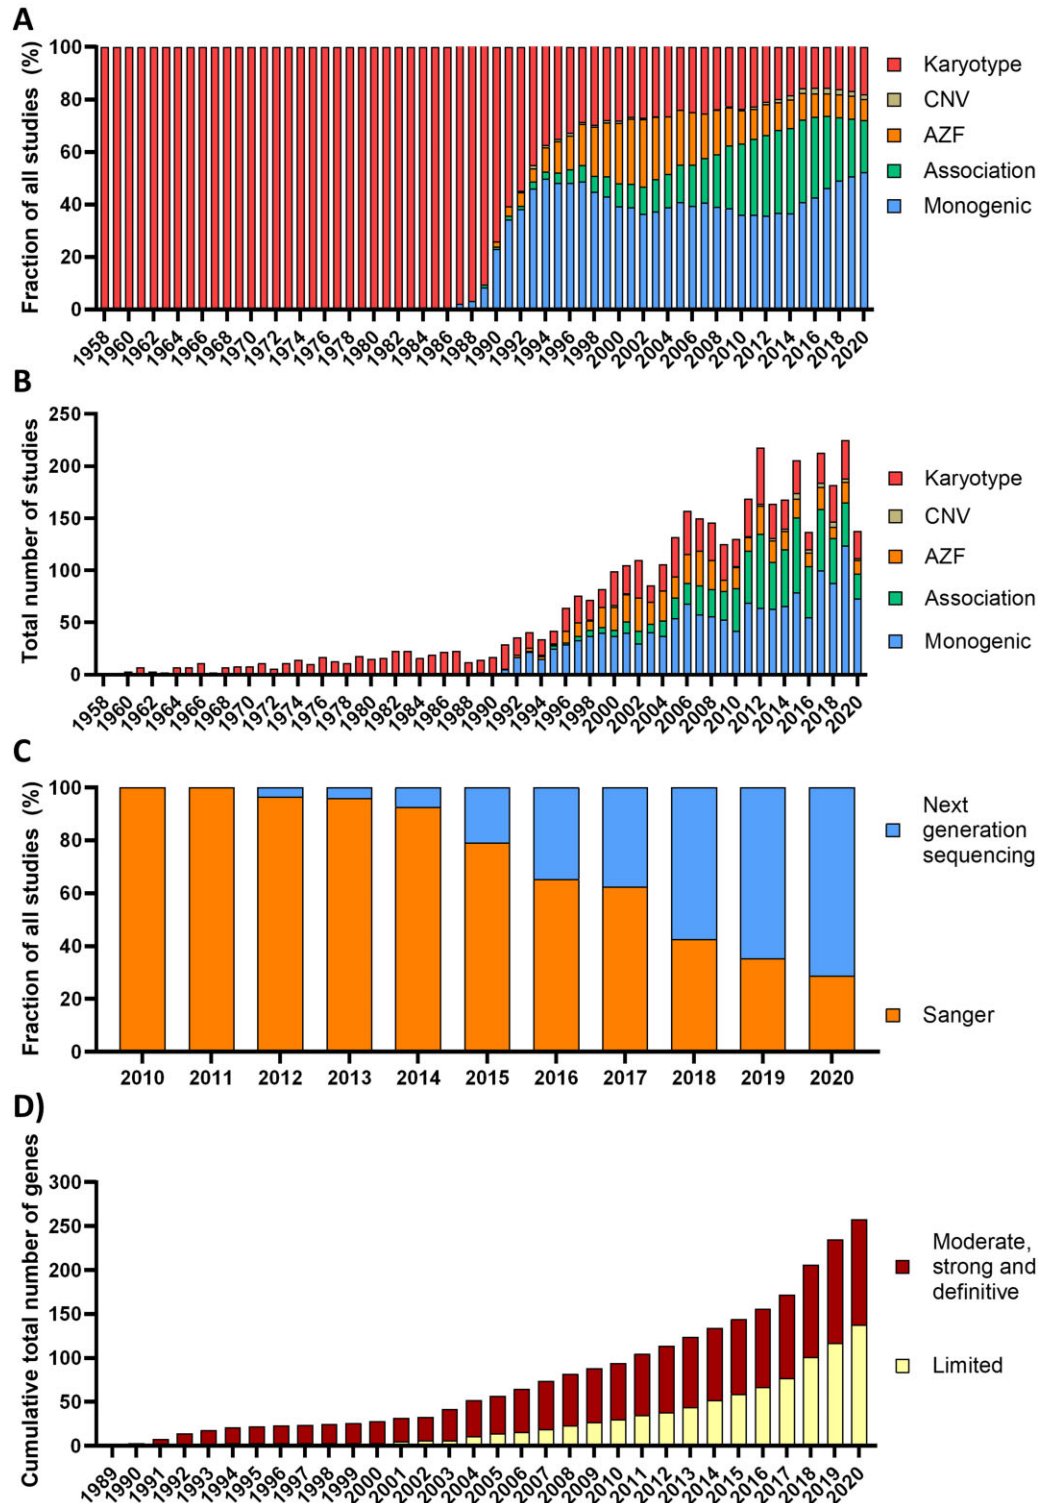 A
Fraction of all studies (%)
100
80
60
40
20
0
1958 1960 1962 1964 1966 1968 1970 1972 1974 1976 1978 1980 1982 1984 1986 1988 1990 1992 1994 1996 1998 2000 2002 2004 2006 2008 2010 2012 2014 2016 2018 2020
Karyotype
CNV
AZF
Association
Monogenic
B
Total number of studies
250
200
150
100
50
0
1958 1960 1962 1964 1966 1968 1970 1972 1974 1976 1978 1980 1982 1984 1986 1988 1990 1992 1994 1996 1998 2000 2002 2004 2006 2008 2010 2012 2014 2016 2018 2020
Karyotype
CNV
AZF
Association
Monogenic
C
Fraction of all studies (%)
100
80
60
40
20
0
2010 2011 2012 2013 2014 2015 2016 2017 2018 2019 2020
Next
generation
sequencing
Sanger
D)
Cumulative total number of genes
300
250
200
150
100
50
0
1989 1990 1991 1992 1993 1994 1995 1996 1997 1998 1999 2000 2001 2002 2003 2004 2005 2006 2007 2008 2009 2010 2011 2012 2013 2014 2015 2016 2017 2018 2019 2020
Moderate,
strong and
definitive
Limited